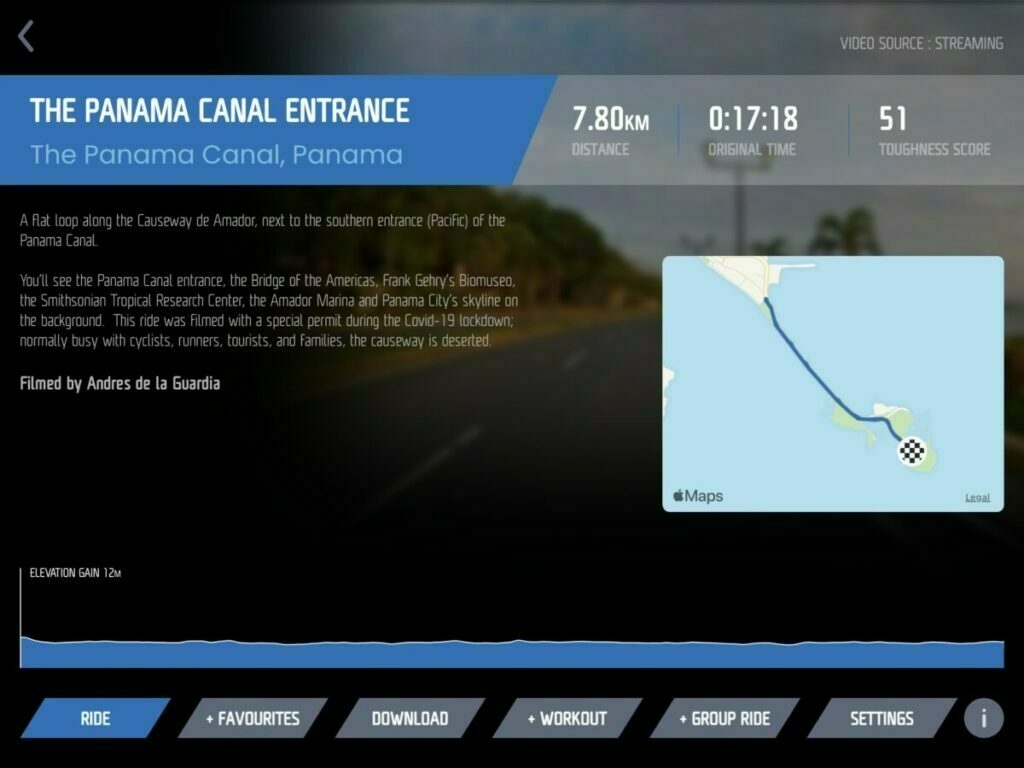 VIDEO SOURCE : STREAMING
THE PANAMA CANAL ENTRANCE
The Panama Canal, Panama
7.80KM
DISTANCE
0:17:18
ORIGINAL TIME
51
TOUGHNESS SCORE
A flat loop along the Causeway de Amador, next to the southern entrance (Pacific) of the
Panama Canal.
You'll see the Panama Canal entrance, the Bridge of the Americas, Frank Gehry's Biomuseo,
the Smithsonian Tropical Research Center, the Amador Marina and Panama City's skyline on
the background. This ride was filmed with a special permit during the Covid-19 lockdown;
normally busy with cyclists, runners, tourists, and families, the causeway is deserted.
Filmed by Andres de la Guardia
Maps
Legal
ELEVATION GAIN 12M
RIDE
+ FAVOURITES
DOWNLOAD
+ WORKOUT
+ GROUP RIDE
SETTINGS
i